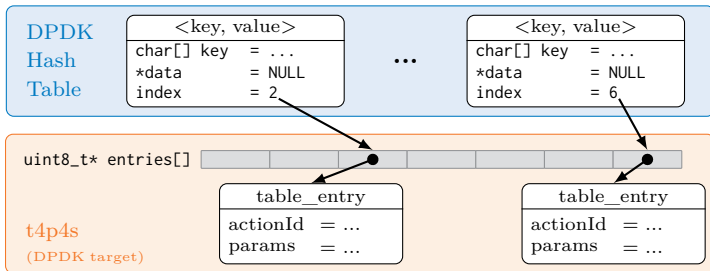 DPDK
Hash
Table
<key, value>
char[] key = ...
*data = NULL
index = 2
...
<key, value>
char[] key = ...
*data = NULL
index = 6
uint8_t* entries[]
t4p4s
(DPDK target)
table_entry
actionId = ...
params = ...
table_entry
actionId = ...
params = ...